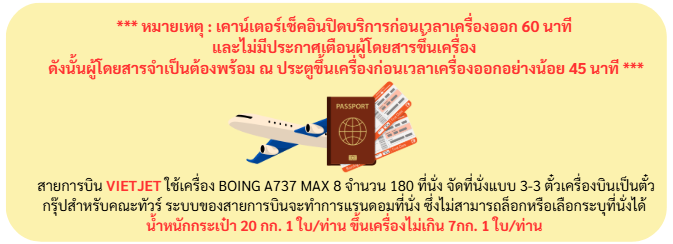 *** หมายเหตุ : เคาน์เตอร์เช็คอินปิดบริการก่อนเวลาเครื่องออก 60 นาที
และไม่มีประกาศเตือนผู้โดยสารขึ้นเครื่อง
ดังนั้นผู้โดยสารจำเป็นต้องพร้อม ณ ประตูขึ้นเครื่องก่อนเวลาเครื่องออกอย่างน้อย 45 นาที ***
PASSPORT
สายการบิน VIETJET ใช้เครื่อง BOING A737 MAX 8 จำนวน 180 ที่นั่ง จัดที่นั่งแบบ 3-3 ตั๋วเครื่องบินเป็นตั๋ว
กรุ๊ปสำหรับคณะทัวร์ ระบบของสายการบินจะทำการแรนดอมที่นั่ง ซึ่งไม่สามารถล็อกหรือเลือกระบุที่นั่งได้
น้ำหนักกระเป๋า 20 กก. 1 ใบ/ท่าน ขึ้นเครื่องไม่เกิน 7กก. 1 ใบ/ท่าน